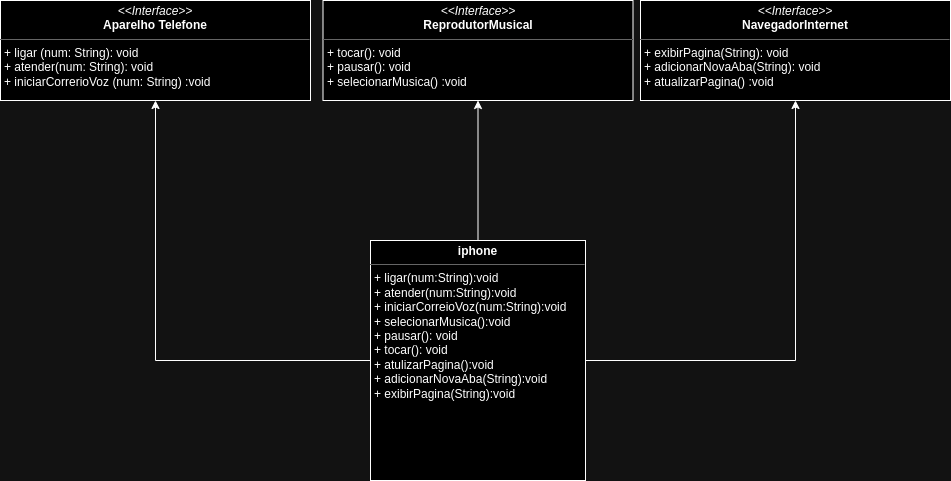 <<Interface>>
Aparelho Telefone
+ ligar (num: String): void
+ atender(num: String): void
+ iniciarCorrerioVoz (num: String) :void
<<Interface>>
ReprodutorMusical
+ tocar(): void
+ pausar(): void
+ selecionarMusica() :void
<<Interface>>
NavegadorInternet
+ exibirPagina(String): void
+ adicionarNovaAba(String): void
+ atualizarPagina() :void
iphone
+ ligar(num:String):void
+ atender(num:String):void
+ iniciarCorreioVoz(num:String):void
+ selecionarMusica():void
+ pausar(): void
+ tocar(): void
+ atulizarPagina():void
+ adicionarNovaAba(String):void
+ exibirPagina(String):void